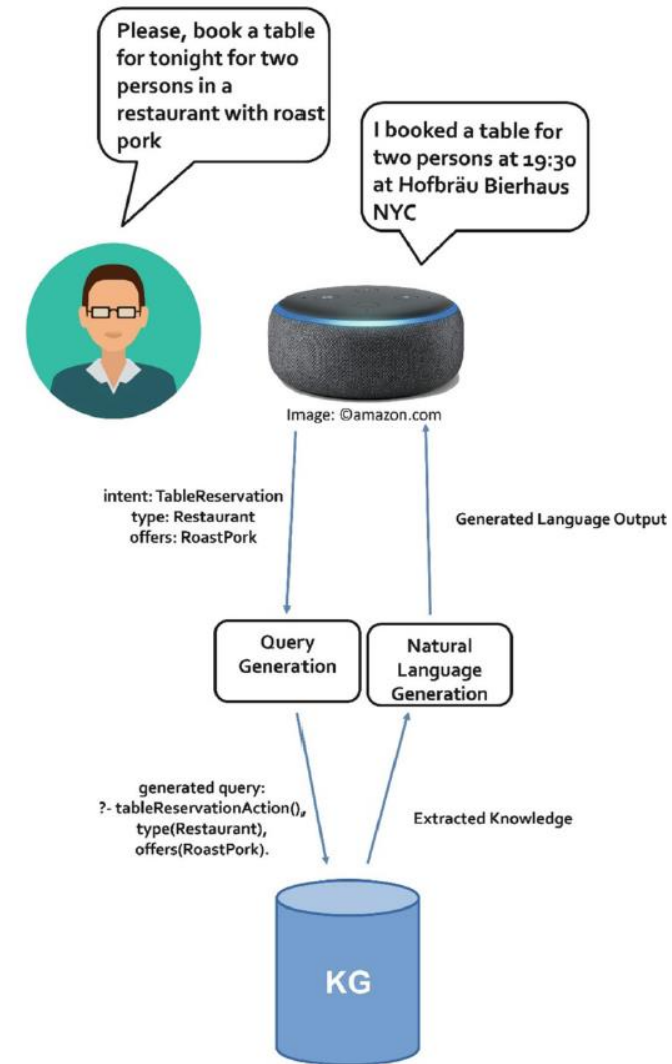 Please, book a table
for tonight for two
persons in a
restaurant with roast
pork
I booked a table for
two persons at 19:30
at Hofbräu Bierhaus
NYC
Image: ©amazon.com
intent: TableReservation
type: Restaurant
offers: RoastPork
Generated Language Output
Query
Generation
Natural
Language
Generation
generated query:
?- tableReservationAction(),
type(Restaurant),
offers(RoastPork).
Extracted Knowledge
KG